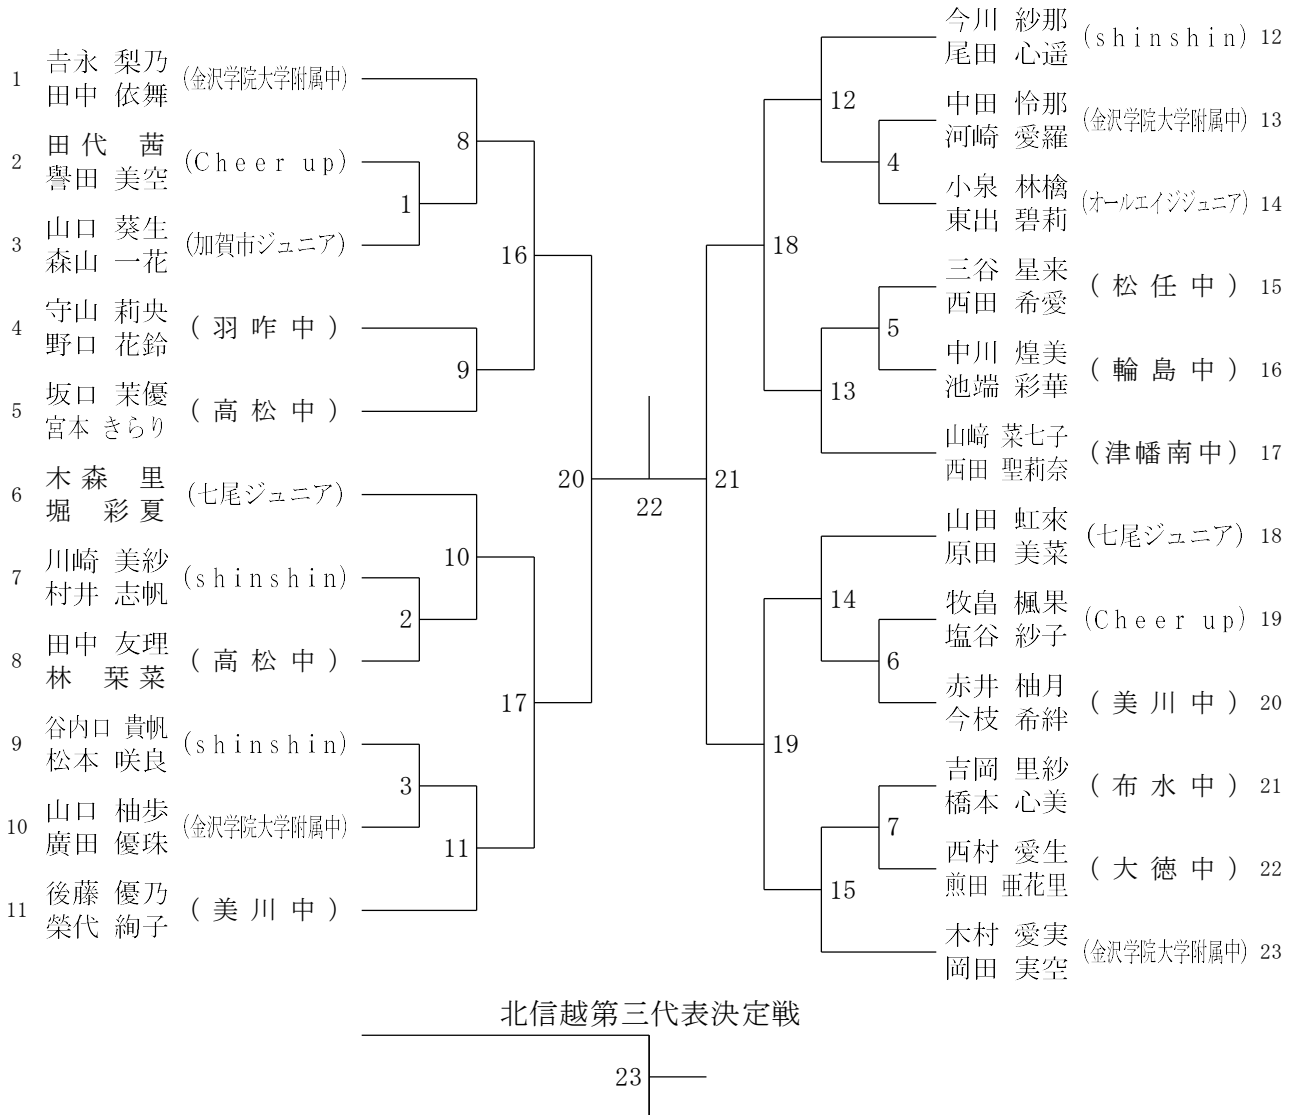 1 吉永 梨乃 (金沢学院大学附属中)
田中 依舞
2 田代 茜 (Cheer up)
譽田 美空
3 山口 葵生 (加賀市ジュニア)
森山 一花
4 守山 莉央 (羽咋中)
野口 花鈴
5 坂口 茉優 (高松中)
宮本 きらり
6 木森 里 (七尾ジュニア)
堀 彩夏
7 川崎 美紗 (shinshin)
村井 志帆
8 田中 友理 (高松中)
林 栞菜
9 谷内口 貴帆 (shinshin)
松本 咲良
10 山口 柚歩 (金沢学院大学附属中)
廣田 優珠
11 後藤 優乃 (美川中)
榮代 絢子
1
2
3
8
9
10
11
16
17
20
22
21
18
19
12
13
14
15
4
5
6
7
今川 紗那 (shinshin) 12
尾田 心遥
中田 怜那 (金沢学院大学附属中) 13
河崎 愛羅
小泉 林檎 (オールエイジジュニア) 14
東出 碧莉
三谷 星来 (松任中) 15
西田 希愛
中川 煌美 (輪島中) 16
池端 彩華
山﨑 菜七子 (津幡南中) 17
西田 聖莉奈
山田 虹來 (七尾ジュニア) 18
原田 美菜
牧畠 楓果 (Cheer up) 19
塩谷 紗子
赤井 柚月 (美川中) 20
今枝 希絆
吉岡 里紗 (布水中) 21
橋本 心美
西村 愛生 (大徳中) 22
煎田 亜花里
木村 愛実 (金沢学院大学附属中) 23
岡田 実空
北信越第三代表決定戦
23